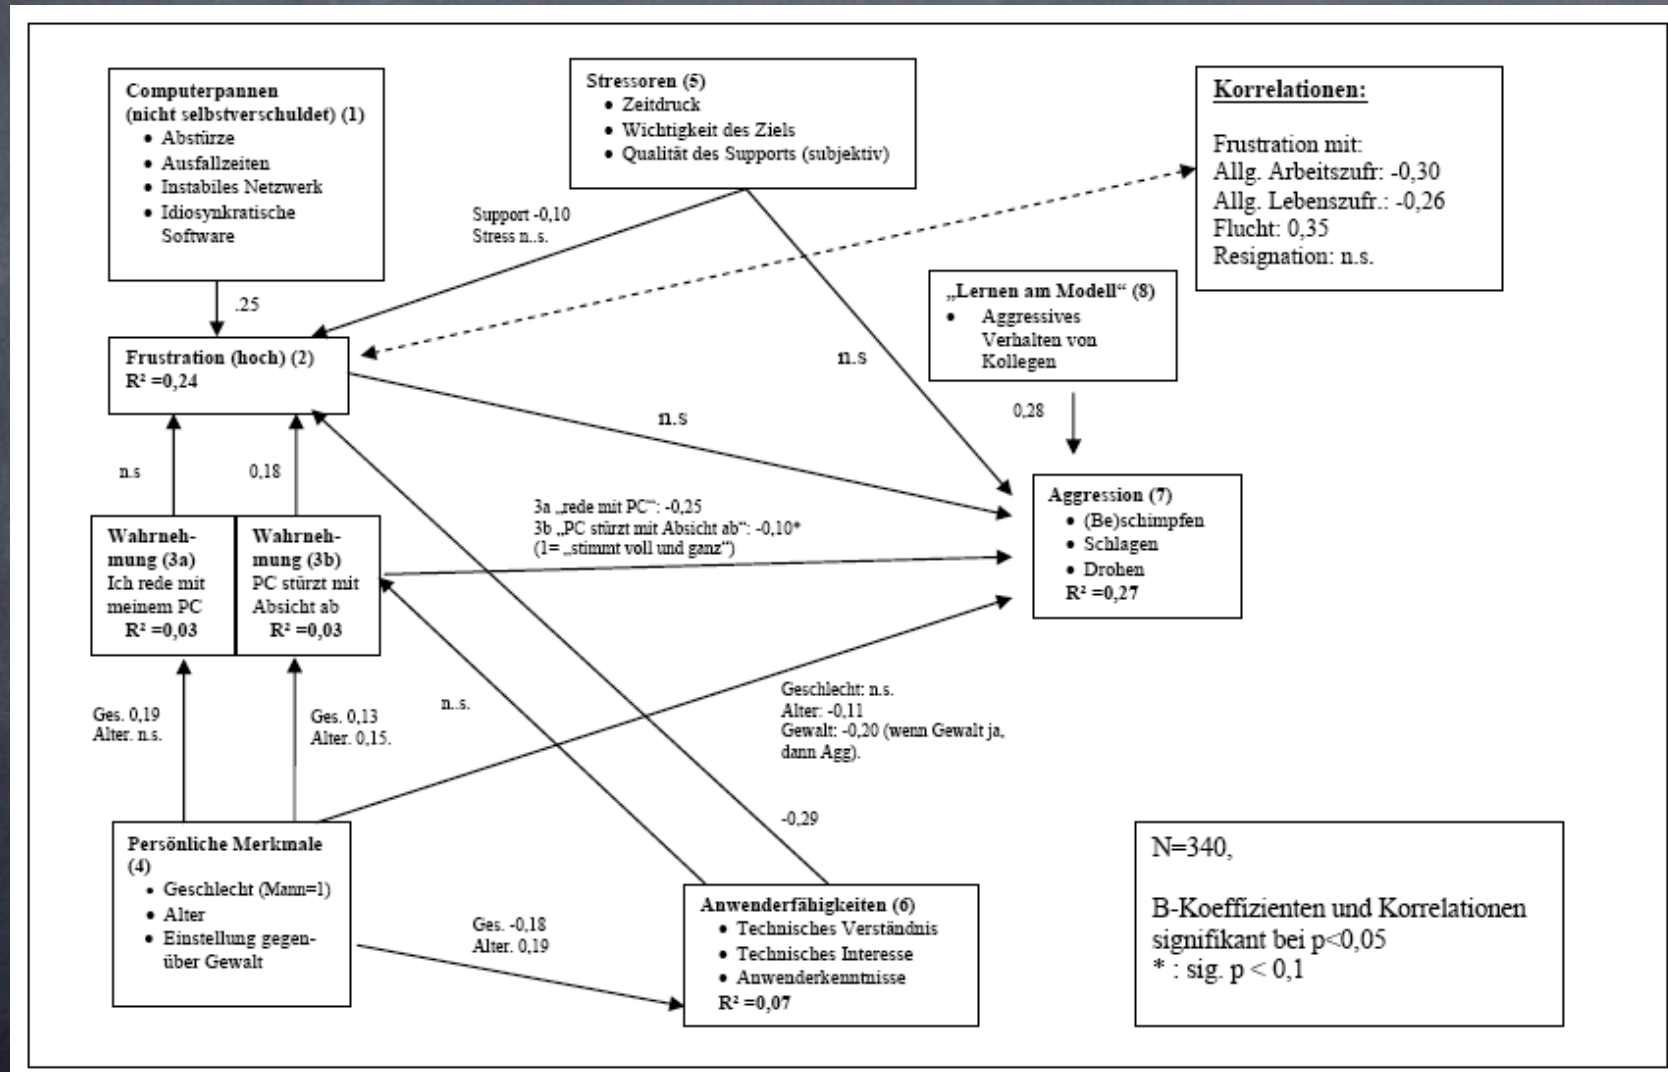 Computerpannen
(nicht selbstverschuldet) (1)
• Abstürze
• Ausfallzeiten
• Instabiles Netzwerk
• Idiosynkratische
Software
Stressoren (5)
• Zeitdruck
• Wichtigkeit des Ziels
• Qualität des Supports (subjektiv)
Korrelationen:
Frustration mit:
Allg. Arbeitszufr: -0,30
Allg. Lebenszufr.: -0,26
Flucht: 0,35
Resignation: n.s.
Support -0,10
Stress n..s.
.25
„Lernen am Modell“ (8)
• Aggressives
Verhalten von
Kollegen
Frustration (hoch) (2)
R² =0,24
n.s
n.s
0,28
n.s
0,18
Aggression (7)
• (Be)schimpfen
• Schlagen
• Drohen
R² =0,27
3a „rede mit PC“: -0,25
3b „PC stürzt mit Absicht ab“: -0,10*
(1= „stimmt voll und ganz“)
Wahrneh-
mung (3a)
Ich rede mit
meinem PC
R² =0,03
Wahrneh-
mung (3b)
PC stürzt mit
Absicht ab
R² =0,03
Ges. 0,19
Alter. n.s.
Ges. 0,13
Alter. 0,15.
n..s.
Geschlecht: n.s.
Alter: -0,11
Gewalt: -0,20 (wenn Gewalt ja,
dann Agg).
-0,29
Persönliche Merkmale
(4)
• Geschlecht (Mann=1)
• Alter
• Einstellung gegen-
über Gewalt
Ges. -0,18
Alter. 0,19
Anwenderfähigkeiten (6)
• Technisches Verständnis
• Technisches Interesse
• Anwenderkenntnisse
R² =0,07
N=340,
B-Koeffizienten und Korrelationen
signifikant bei p<0,05
* : sig. p < 0,1